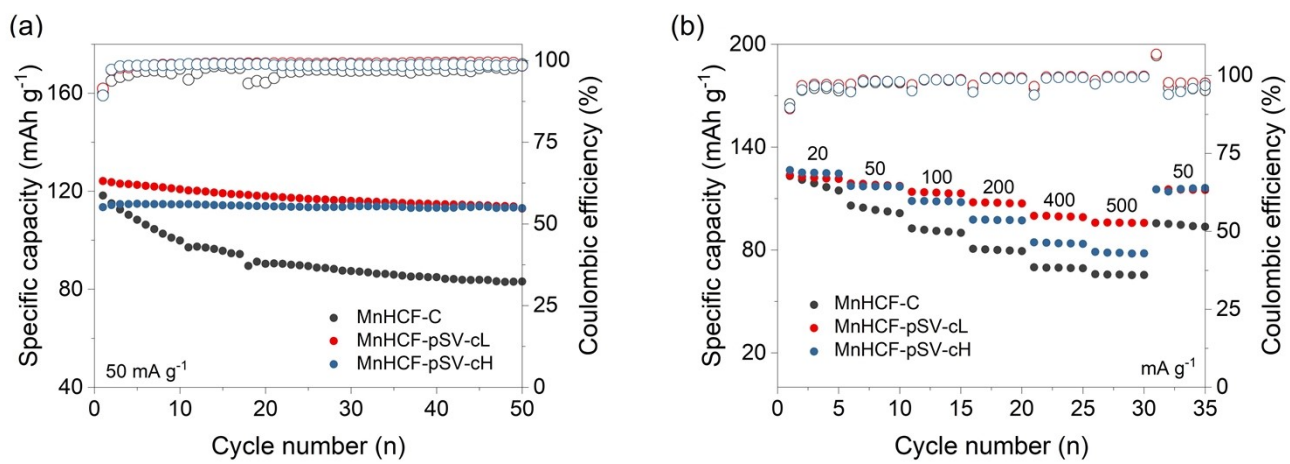 (a)
Specific capacity (mAh g⁻¹)
160
120
80
40
0
10
20
30
40
50
Cycle number (n)
100
75
50
25
0
Coulombic efficiency (%)
MnHCF-C
MnHCF-pSV-cL
MnHCF-pSV-cH
50 mA g⁻¹
(b)
Specific capacity (mAh g⁻¹)
200
140
80
20
0
5
10
15
20
25
30
35
Cycle number (n)
100
75
50
25
0
Coulombic efficiency (%)
20
50
100
200
400
500
50
MnHCF-C
MnHCF-pSV-cL
MnHCF-pSV-cH
mA g⁻¹